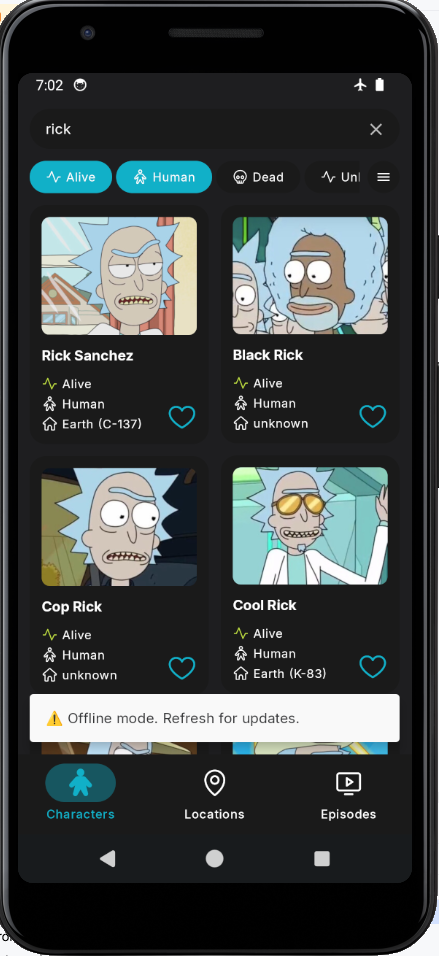 7:02
rick
Alive Human Dead Unl
Rick Sanchez
Alive
Human
Earth (C-137)
Black Rick
Alive
Human
unknown
Cop Rick
Alive
Human
unknown
Cool Rick
Alive
Human
Earth (K-83)
Offline mode. Refresh for updates.
Characters Locations Episodes